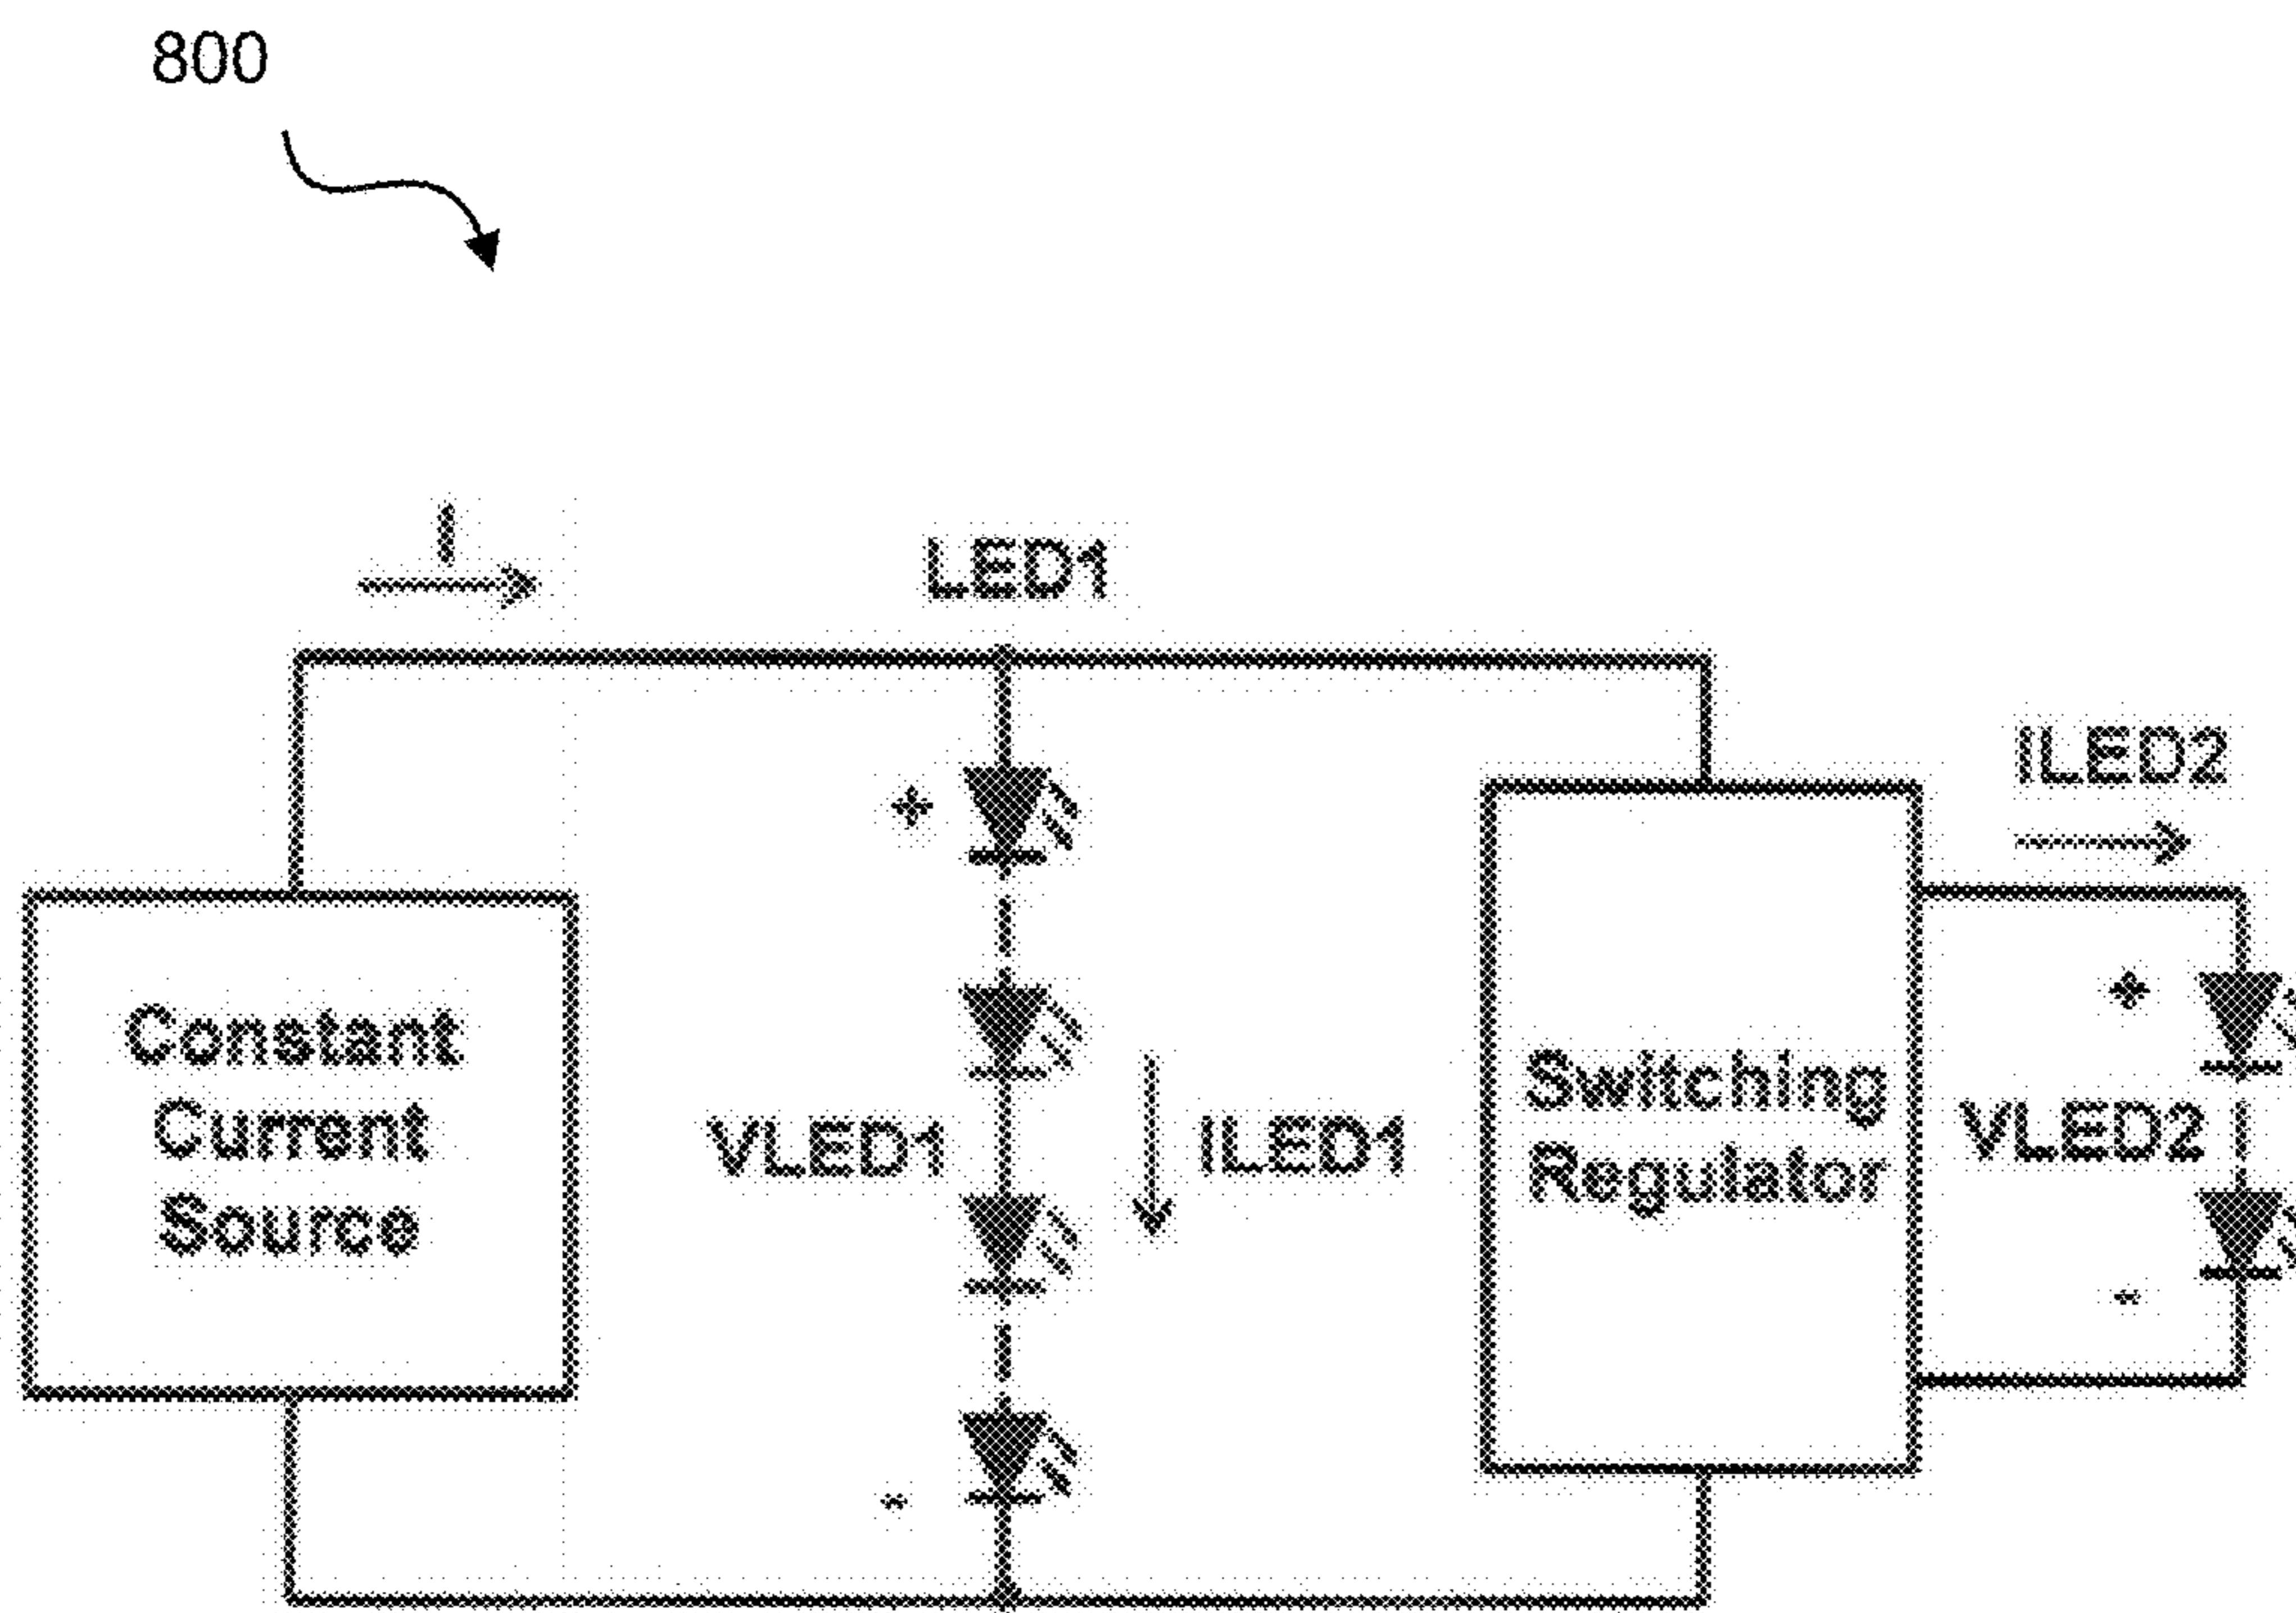 800
I
LED1
ILED2
+
+
Constant
Current
Source
VLED1
ILED1
Switching
Regulator
VLED2
-
-